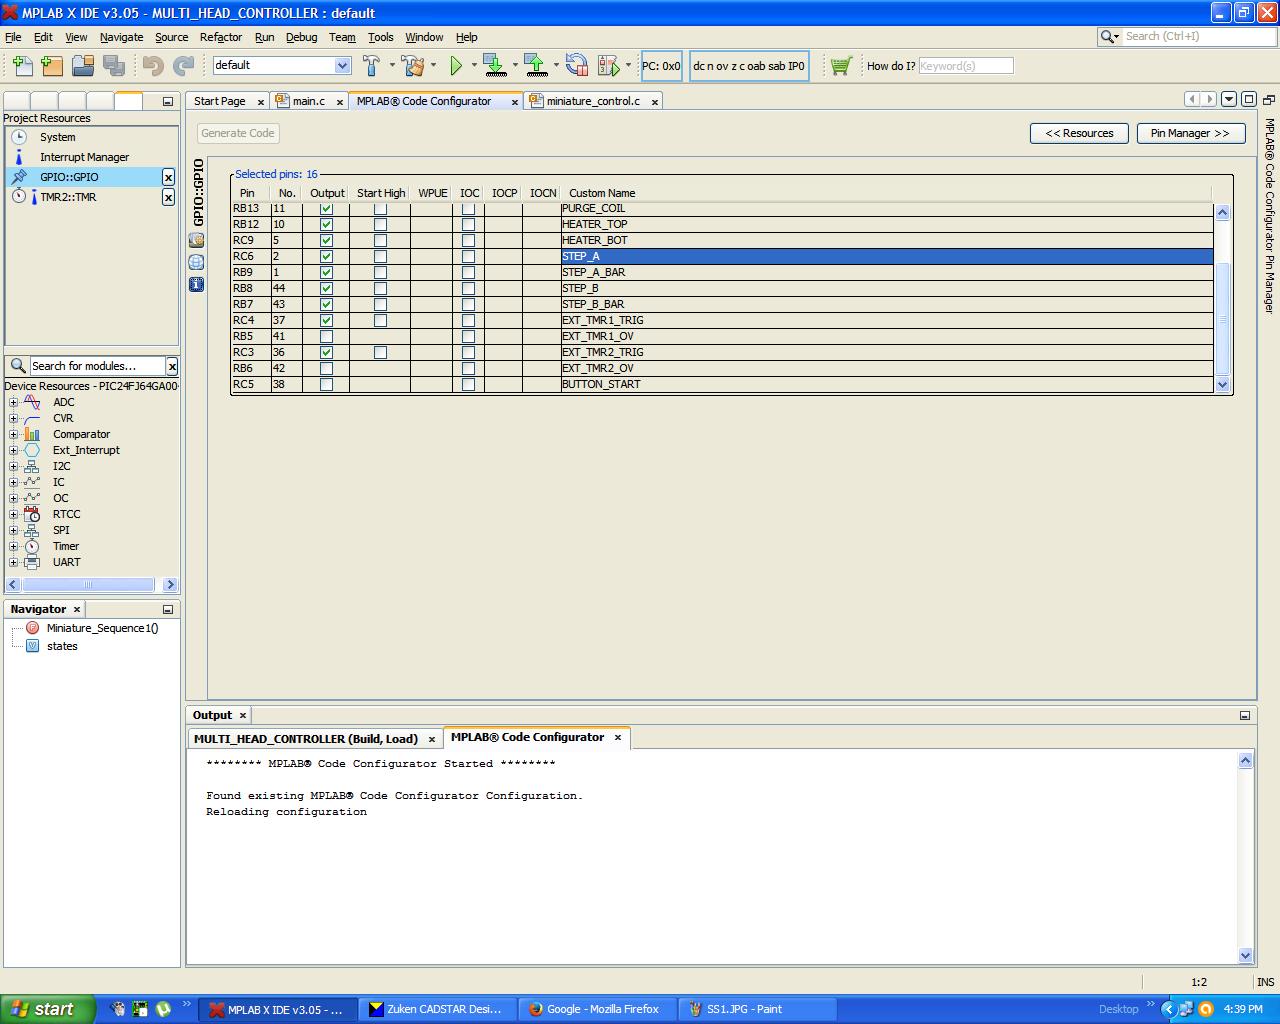 MPLAB X IDE v3.05 - MULTI_HEAD_CONTROLLER : default
File Edit View Navigate Source Refactor Run Debug Team Tools Window Help
Search (Ctrl+I)
default
PC: 0x0
dc n ov z c oab sab IP0
How do I? Keyword(s)
Start Page x main.c x MPLAB® Code Configurator x miniature_control.c x
Project Resources
System
Interrupt Manager
GPIO::GPIO x
TMR2::TMR x
Search for modules... x
Device Resources - PIC24FJ64GA00
ADC
CVR
Comparator
Ext_Interrupt
I2C
IC
OC
RTCC
SPI
Timer
UART
Navigator x
Miniature_Sequence1()
states
Generate Code
<< Resources
Pin Manager >>
GPIO::GPIO
Selected pins: 16
Pin No. Output Start High WPUE IOC IOCP IOCN Custom Name
RB13 11 PURGE_COIL
RB12 10 HEATER_TOP
RC9 5 HEATER_BOT
RC6 2 STEP_A
RB9 1 STEP_A_BAR
RB8 44 STEP_B
RB7 43 STEP_B_BAR
RC4 37 EXT_TMR1_TRIG
RB5 41 EXT_TMR1_OV
RC3 36 EXT_TMR2_TRIG
RB6 42 EXT_TMR2_OV
RC5 38 BUTTON_START
MPLAB® Code Configurator Pin Manager
Output x
MULTI_HEAD_CONTROLLER (Build, Load) x MPLAB® Code Configurator x
******** MPLAB® Code Configurator Started ********
Found existing MPLAB® Code Configurator Configuration.
Reloading configuration
1:2 INS
start
MPLAB X IDE v3.05 - ...
Zuken CADSTAR Desi...
Google - Mozilla Firefox
SS1.JPG - Paint
Desktop
4:39 PM